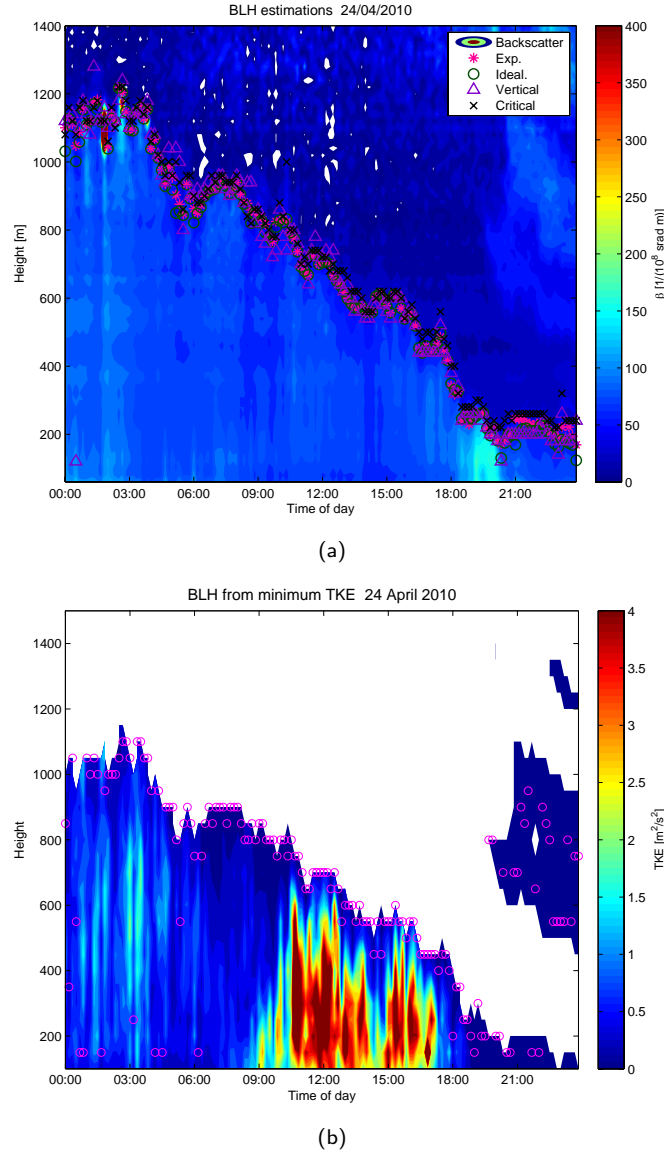 BLH estimations 24/04/2010
Backscatter
Exp.
Ideal.
Vertical
Critical
1400
1200
1000
800
600
400
200
Height [m]
00:00 03:00 06:00 09:00 12:00 15:00 18:00 21:00
Time of day
400
350
300
250
200
150
100
50
0
β [1/(10^8 srad m)]
(a)
BLH from minimum TKE 24 April 2010
1400
1200
1000
800
600
400
200
Height
00:00 03:00 06:00 09:00 12:00 15:00 18:00 21:00
Time of day
4
3.5
3
2.5
2
1.5
1
0.5
0
TKE [m²/s²]
(b)